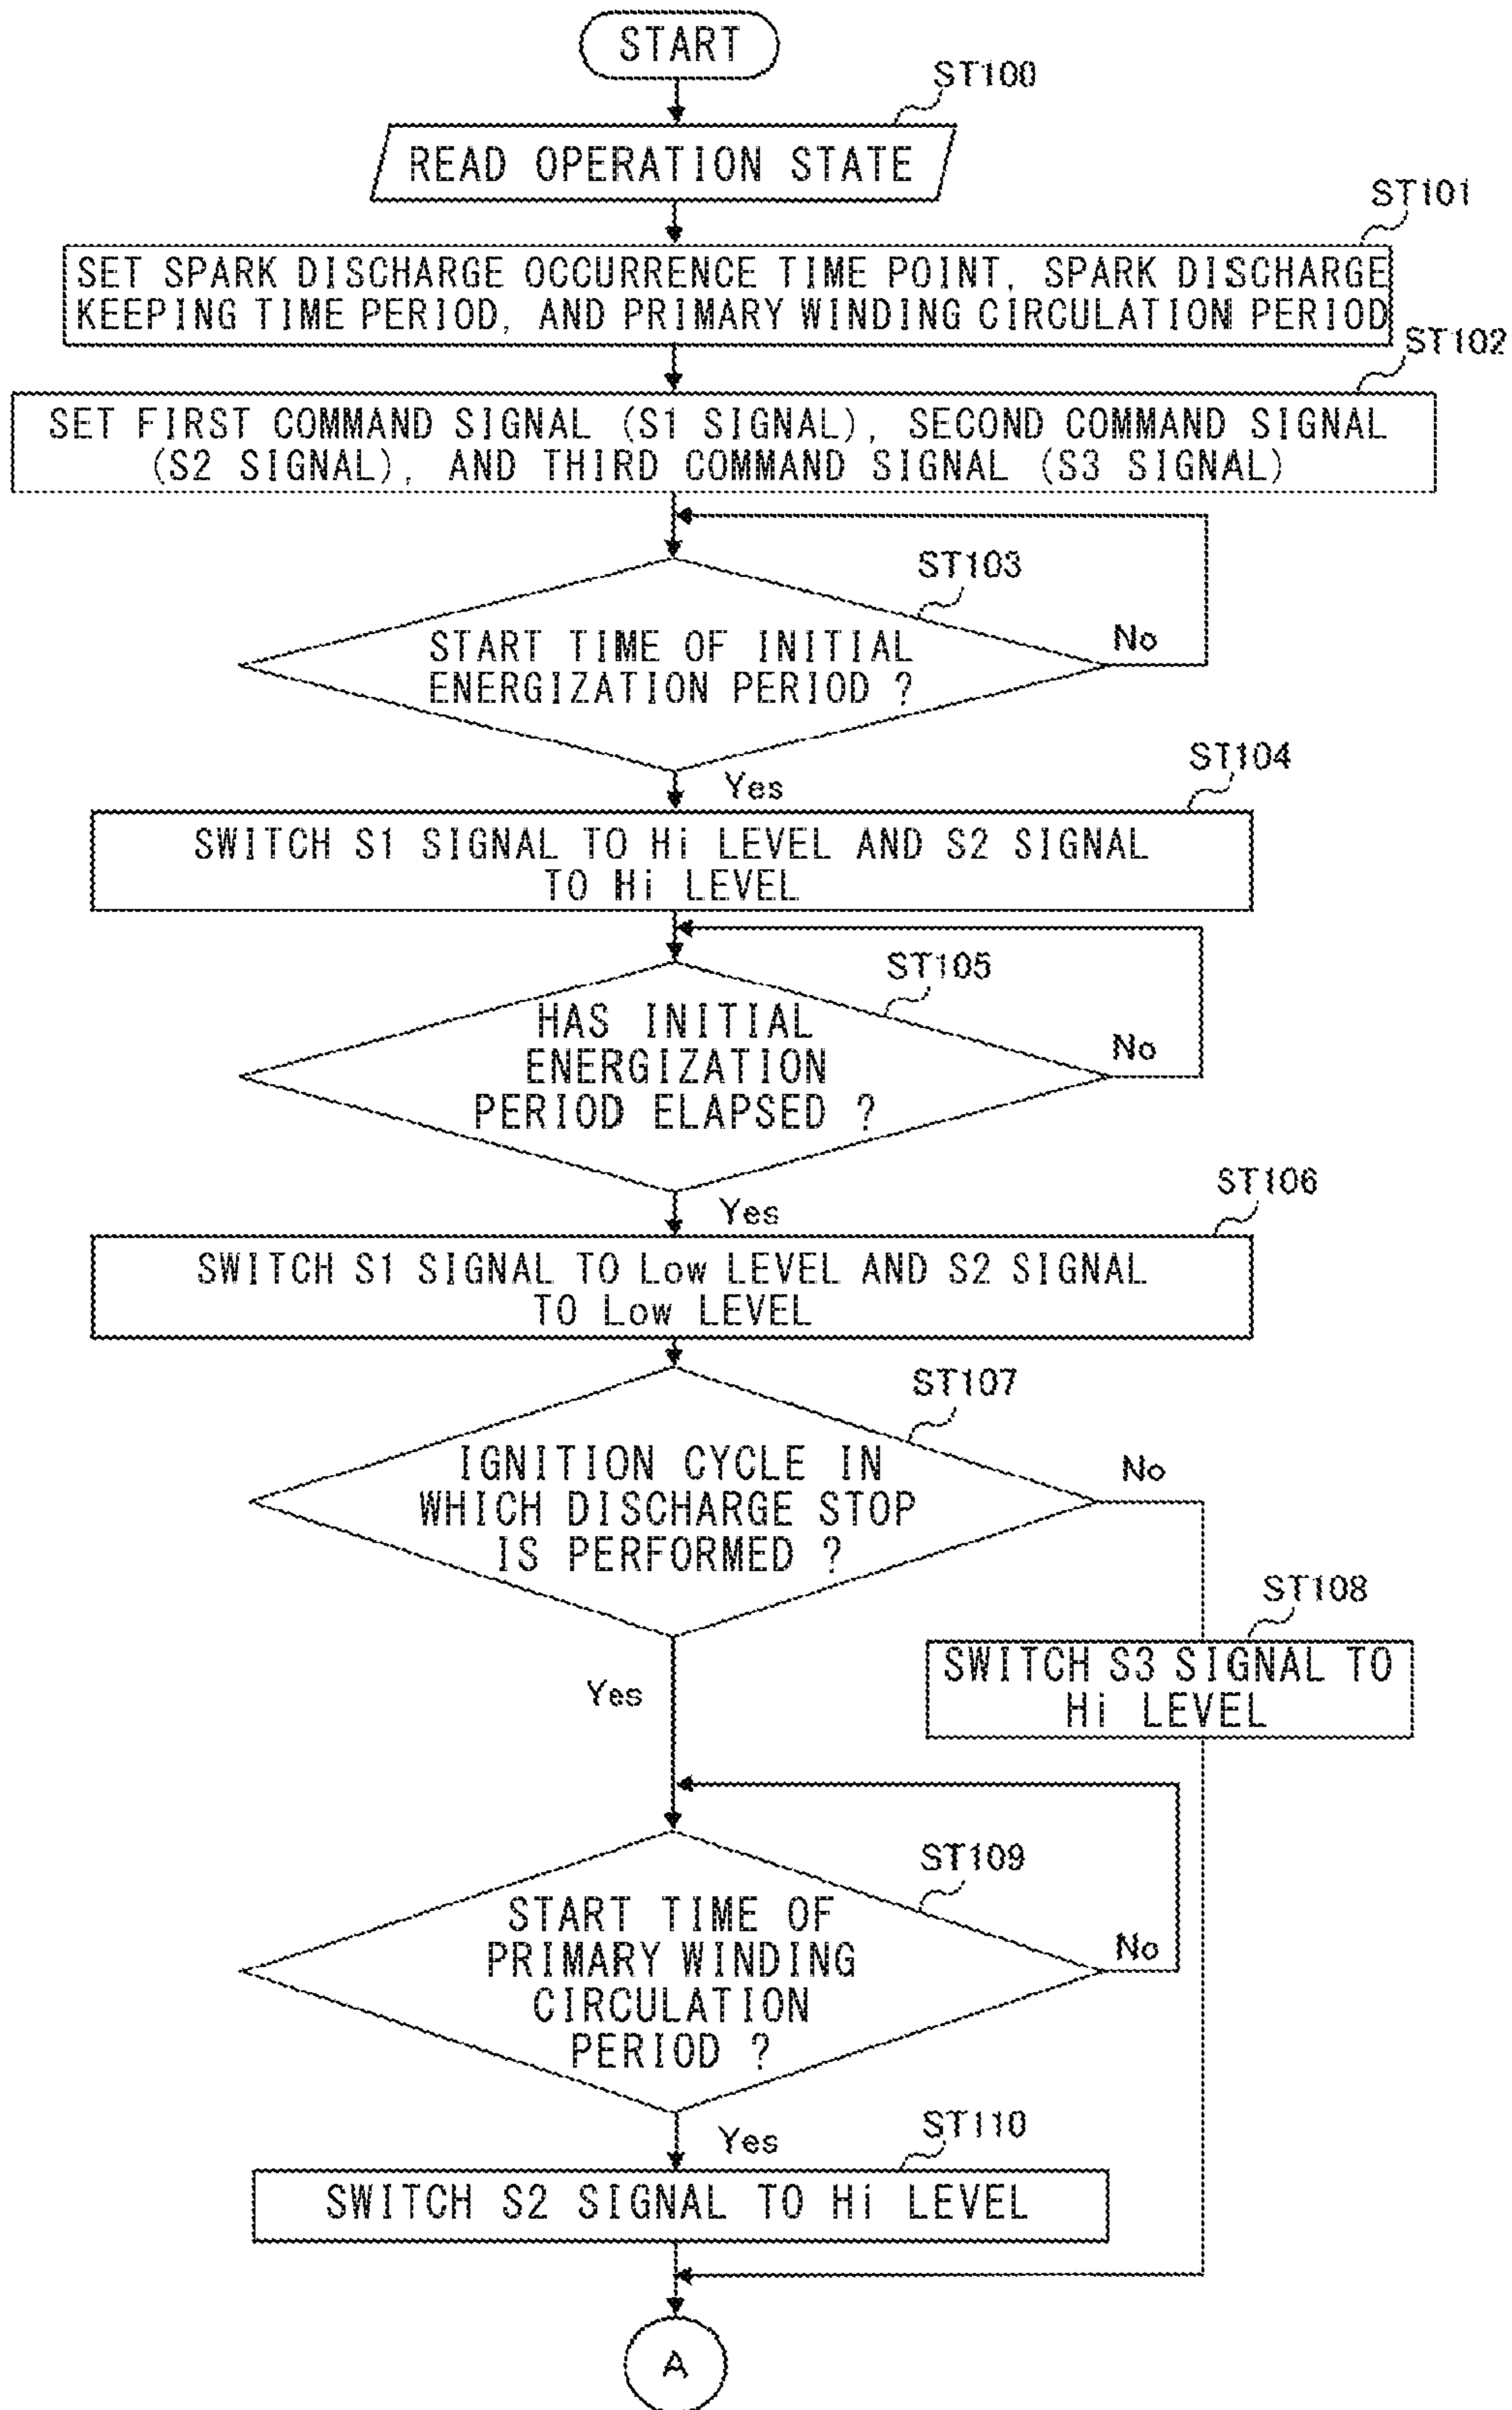 START
ST100
READ OPERATION STATE
ST101
SET SPARK DISCHARGE OCCURRENCE TIME POINT, SPARK DISCHARGE
KEEPING TIME PERIOD, AND PRIMARY WINDING CIRCULATION PERIOD
ST102
SET FIRST COMMAND SIGNAL (S1 SIGNAL), SECOND COMMAND SIGNAL
(S2 SIGNAL), AND THIRD COMMAND SIGNAL (S3 SIGNAL)
ST103
START TIME OF INITIAL
ENERGIZATION PERIOD ?
No
Yes
ST104
SWITCH S1 SIGNAL TO Hi LEVEL AND S2 SIGNAL
TO Hi LEVEL
ST105
HAS INITIAL
ENERGIZATION
PERIOD ELAPSED ?
No
Yes
ST106
SWITCH S1 SIGNAL TO Low LEVEL AND S2 SIGNAL
TO Low LEVEL
ST107
IGNITION CYCLE IN
WHICH DISCHARGE STOP
IS PERFORMED ?
No
Yes
ST108
SWITCH S3 SIGNAL TO
Hi LEVEL
ST109
START TIME OF
PRIMARY WINDING
CIRCULATION
PERIOD ?
No
Yes
ST110
SWITCH S2 SIGNAL TO Hi LEVEL
A